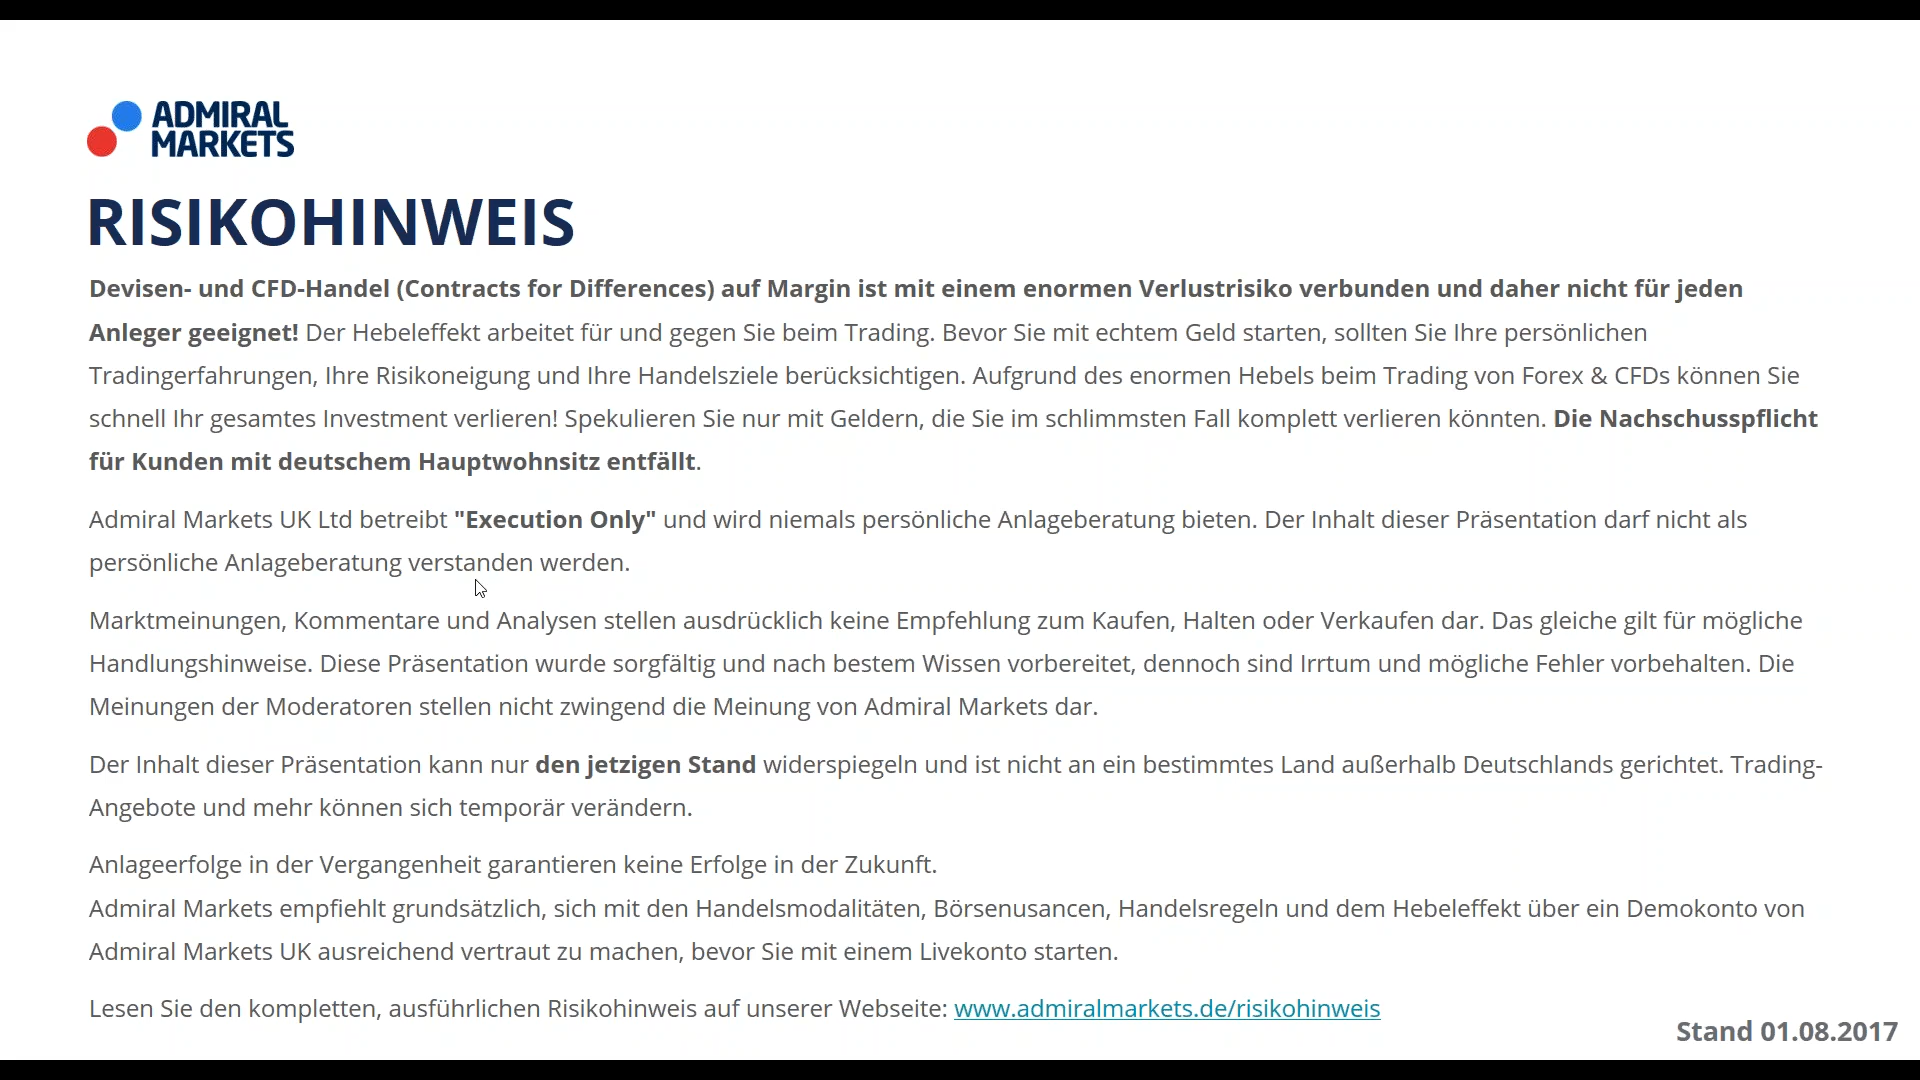 ADMIRAL
MARKETS
RISIKOHINWEIS
Devisen- und CFD-Handel (Contracts for Differences) auf Margin ist mit einem enormen Verlustrisiko verbunden und daher nicht für jeden
Anleger geeignet! Der Hebeleffekt arbeitet für und gegen Sie beim Trading. Bevor Sie mit echtem Geld starten, sollten Sie Ihre persönlichen
Tradingerfahrungen, Ihre Risikoneigung und Ihre Handelsziele berücksichtigen. Aufgrund des enormen Hebels beim Trading von Forex & CFDs können Sie
schnell Ihr gesamtes Investment verlieren! Spekulieren Sie nur mit Geldern, die Sie im schlimmsten Fall komplett verlieren könnten. Die Nachschusspflicht
für Kunden mit deutschem Hauptwohnsitz entfällt.
Admiral Markets UK Ltd betreibt "Execution Only" und wird niemals persönliche Anlageberatung bieten. Der Inhalt dieser Präsentation darf nicht als
persönliche Anlageberatung verstanden werden.
Marktmeinungen, Kommentare und Analysen stellen ausdrücklich keine Empfehlung zum Kaufen, Halten oder Verkaufen dar. Das gleiche gilt für mögliche
Handlungshinweise. Diese Präsentation wurde sorgfältig und nach bestem Wissen vorbereitet, dennoch sind Irrtum und mögliche Fehler vorbehalten. Die
Meinungen der Moderatoren stellen nicht zwingend die Meinung von Admiral Markets dar.
Der Inhalt dieser Präsentation kann nur den jetzigen Stand widerspiegeln und ist nicht an ein bestimmtes Land außerhalb Deutschlands gerichtet. Trading-
Angebote und mehr können sich temporär verändern.
Anlageerfolge in der Vergangenheit garantieren keine Erfolge in der Zukunft.
Admiral Markets empfiehlt grundsätzlich, sich mit den Handelsmodalitäten, Börsenusancen, Handelsregeln und dem Hebeleffekt über ein Demokonto von
Admiral Markets UK ausreichend vertraut zu machen, bevor Sie mit einem Livekonto starten.
Lesen Sie den kompletten, ausführlichen Risikohinweis auf unserer Webseite: www.admiralmarkets.de/risikohinweis
Stand 01.08.2017